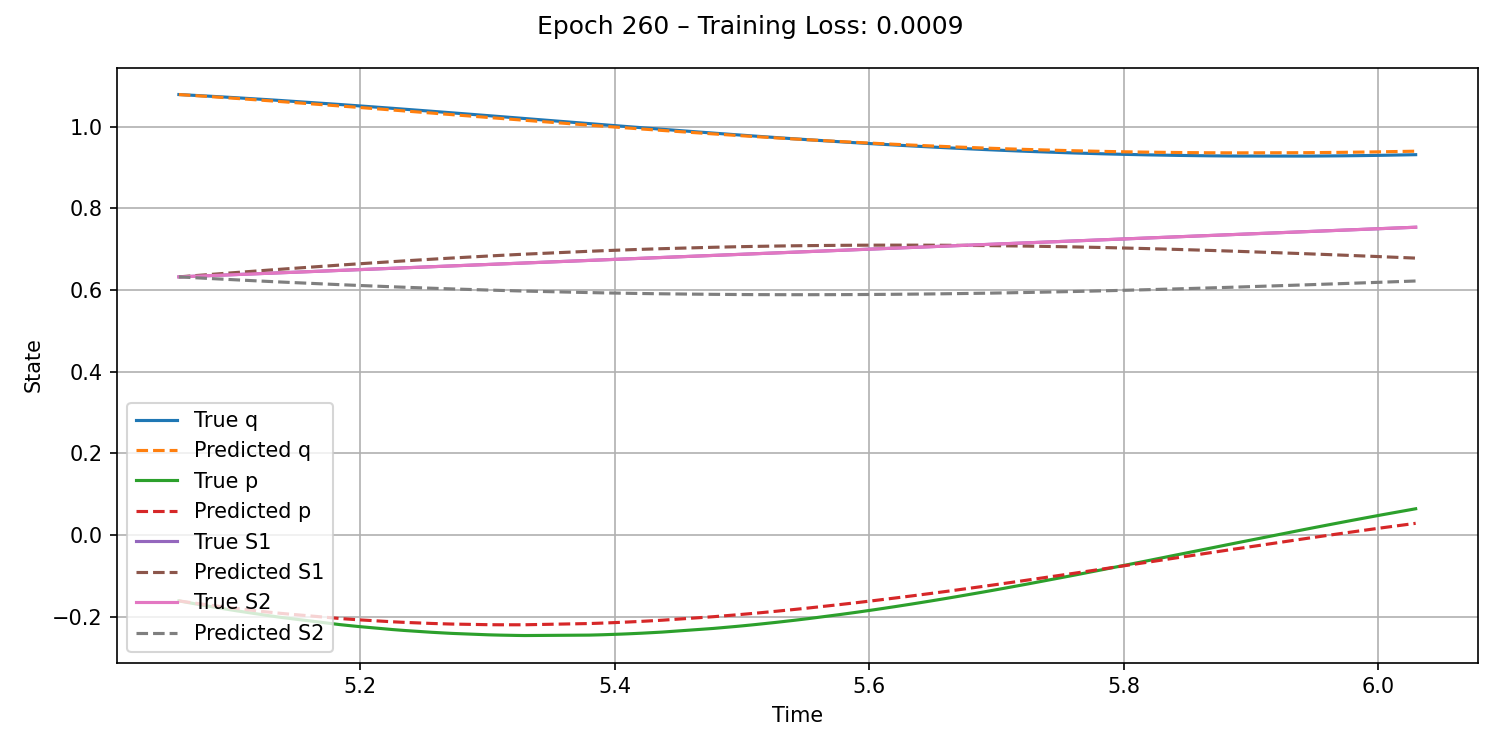 Epoch 260 – Training Loss: 0.0009
1.0
0.8
0.6
0.4
0.2
0.0
−0.2
State
True q
Predicted q
True p
Predicted p
True S1
Predicted S1
True S2
Predicted S2
5.2
5.4
5.6
5.8
6.0
Time